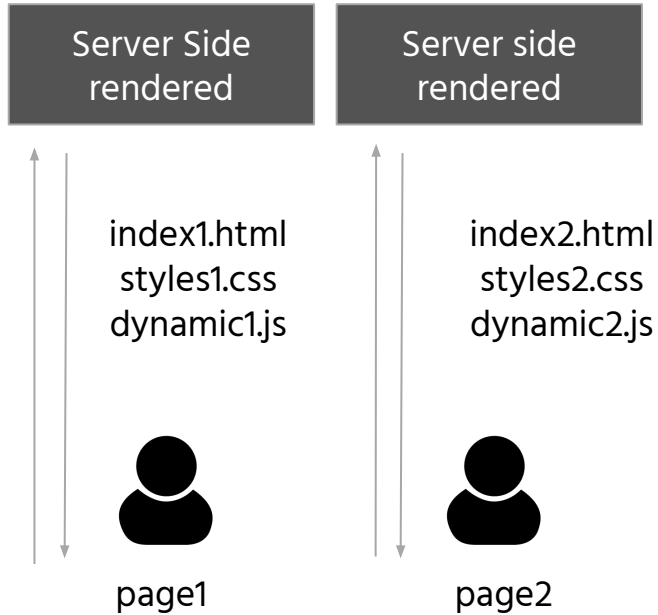 Server Side
rendered
index1.html
styles1.css
dynamic1.js
page1
Server side
rendered
index2.html
styles2.css
dynamic2.js
page2